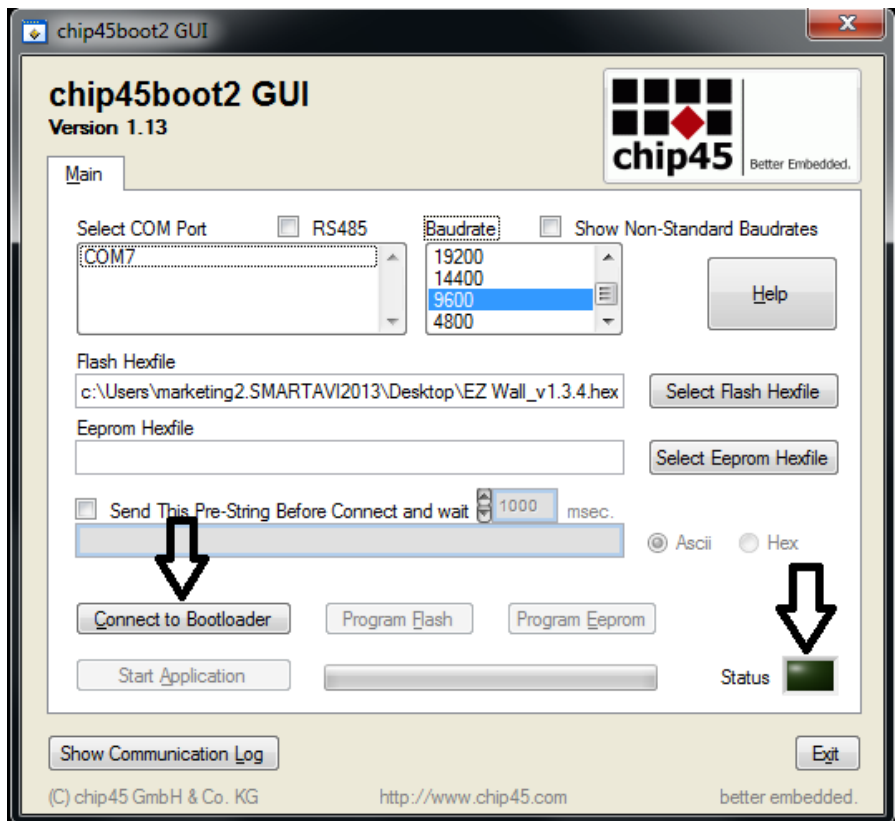 chip45boot2 GUI
chip45boot2 GUI
Version 1.13
chip45
Better Embedded.
Main
Select COM Port
RS485
Baudrate
Show Non-Standard Baudrates
COM7
19200
14400
9600
4800
Help
Flash Hexfile
c:\Users\marketing2.SMARTAVI2013\Desktop\EZ Wall_v1.3.4.hex
Select Flash Hexfile
Eeprom Hexfile
Select Eeprom Hexfile
Send This Pre-String Before Connect and wait 1000 msec.
Ascii
Hex
Connect to Bootloader
Program Flash
Program Eeprom
Start Application
Status
Show Communication Log
Exit
(C) chip45 GmbH & Co. KG
http://www.chip45.com
better embedded.